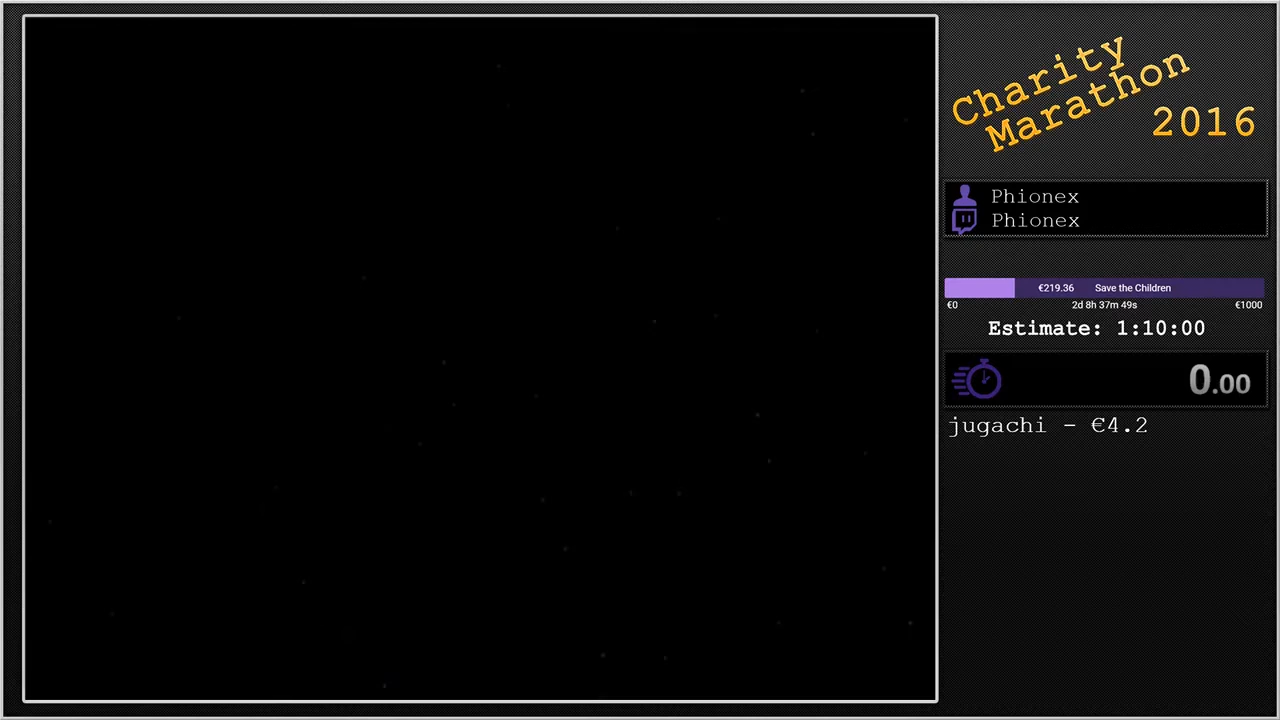 Charity
Marathon
2016
Phionex
Phionex
€219.36 Save the Children
€0 2d 8h 37m 49s €1000
Estimate: 1:10:00
0.00
jugachi - €4.2